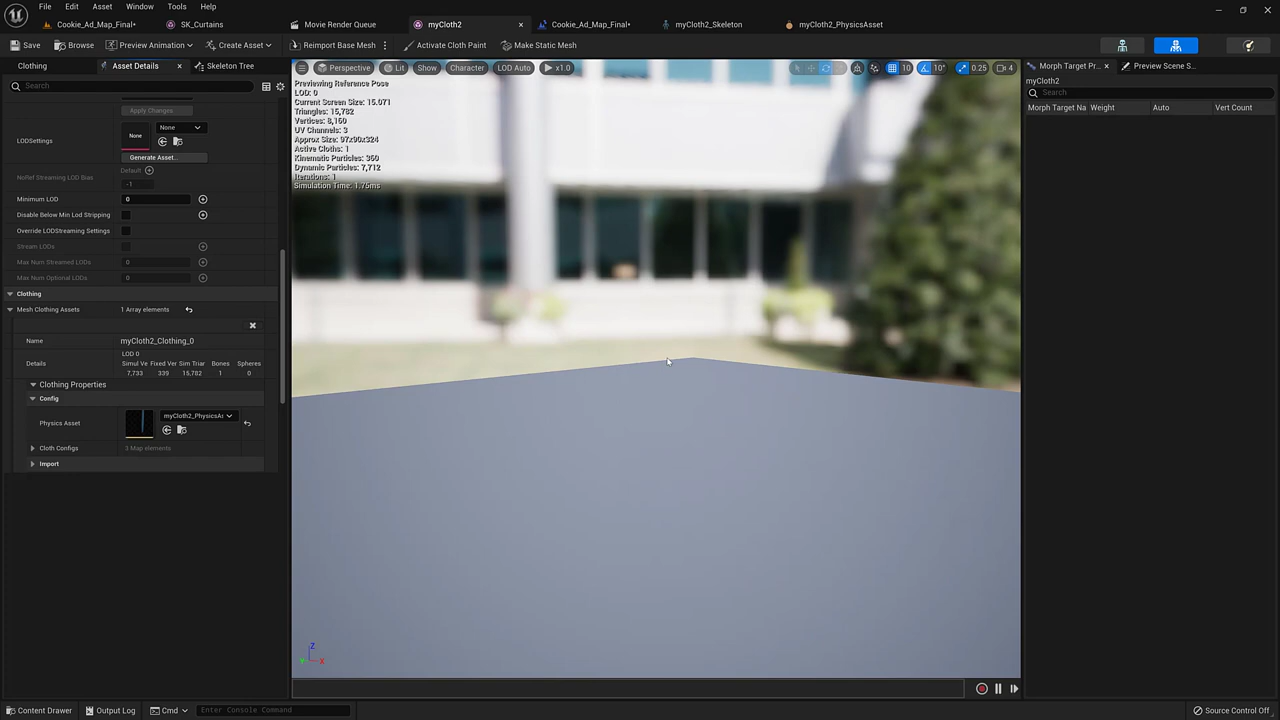 File Edit Asset Window Tools Help
Cookie_Ad_Map_Final* SK_Curtains Movie Render Queue myCloth2 Cookie_Ad_Map_Final* myCloth2_Skeleton myCloth2_PhysicsAsset
Save Browse Preview Animation Create Asset Reimport Base Mesh Activate Cloth Paint Make Static Mesh
Clothing Asset Details Skeleton Tree
Search
Apply Changes
LODSettings None None
Generate Asset...
NoRef Streaming LOD Bias Default
-1
Minimum LOD 0
Disable Below Min Lod Stripping
Override LODStreaming Settings
Stream LODs
Max Num Streamed LODs 0
Max Num Optional LODs 0
Clothing
Mesh Clothing Assets 1 Array elements
Name myCloth2_Clothing_0
LOD 0
Details Simul Ve Fixed Ver Sim Triar Bones Spheres
7,733 339 15,782 1 0
Clothing Properties
Config
Physics Asset myCloth2_PhysicsAs
Cloth Configs 3 Map elements
Import
Perspective Lit Show Character LOD Auto x1.0 10 10° 0.25 4
Previewing Reference Pose
LOD: 0
Current Screen Size: 15.071
Triangles: 15,782
Vertices: 8,160
UV Channels: 3
Approx Size: 97x90x324
Active Cloths: 1
Kinematic Particles: 360
Dynamic Particles: 7,712
Iterations: 1
Simulation Time: 1.75ms
Z
Y X
Morph Target Pr... Preview Scene S...
myCloth2
Search
Morph Target Na Weight Auto Vert Count
Content Drawer Output Log Cmd Enter Console Command Source Control Off